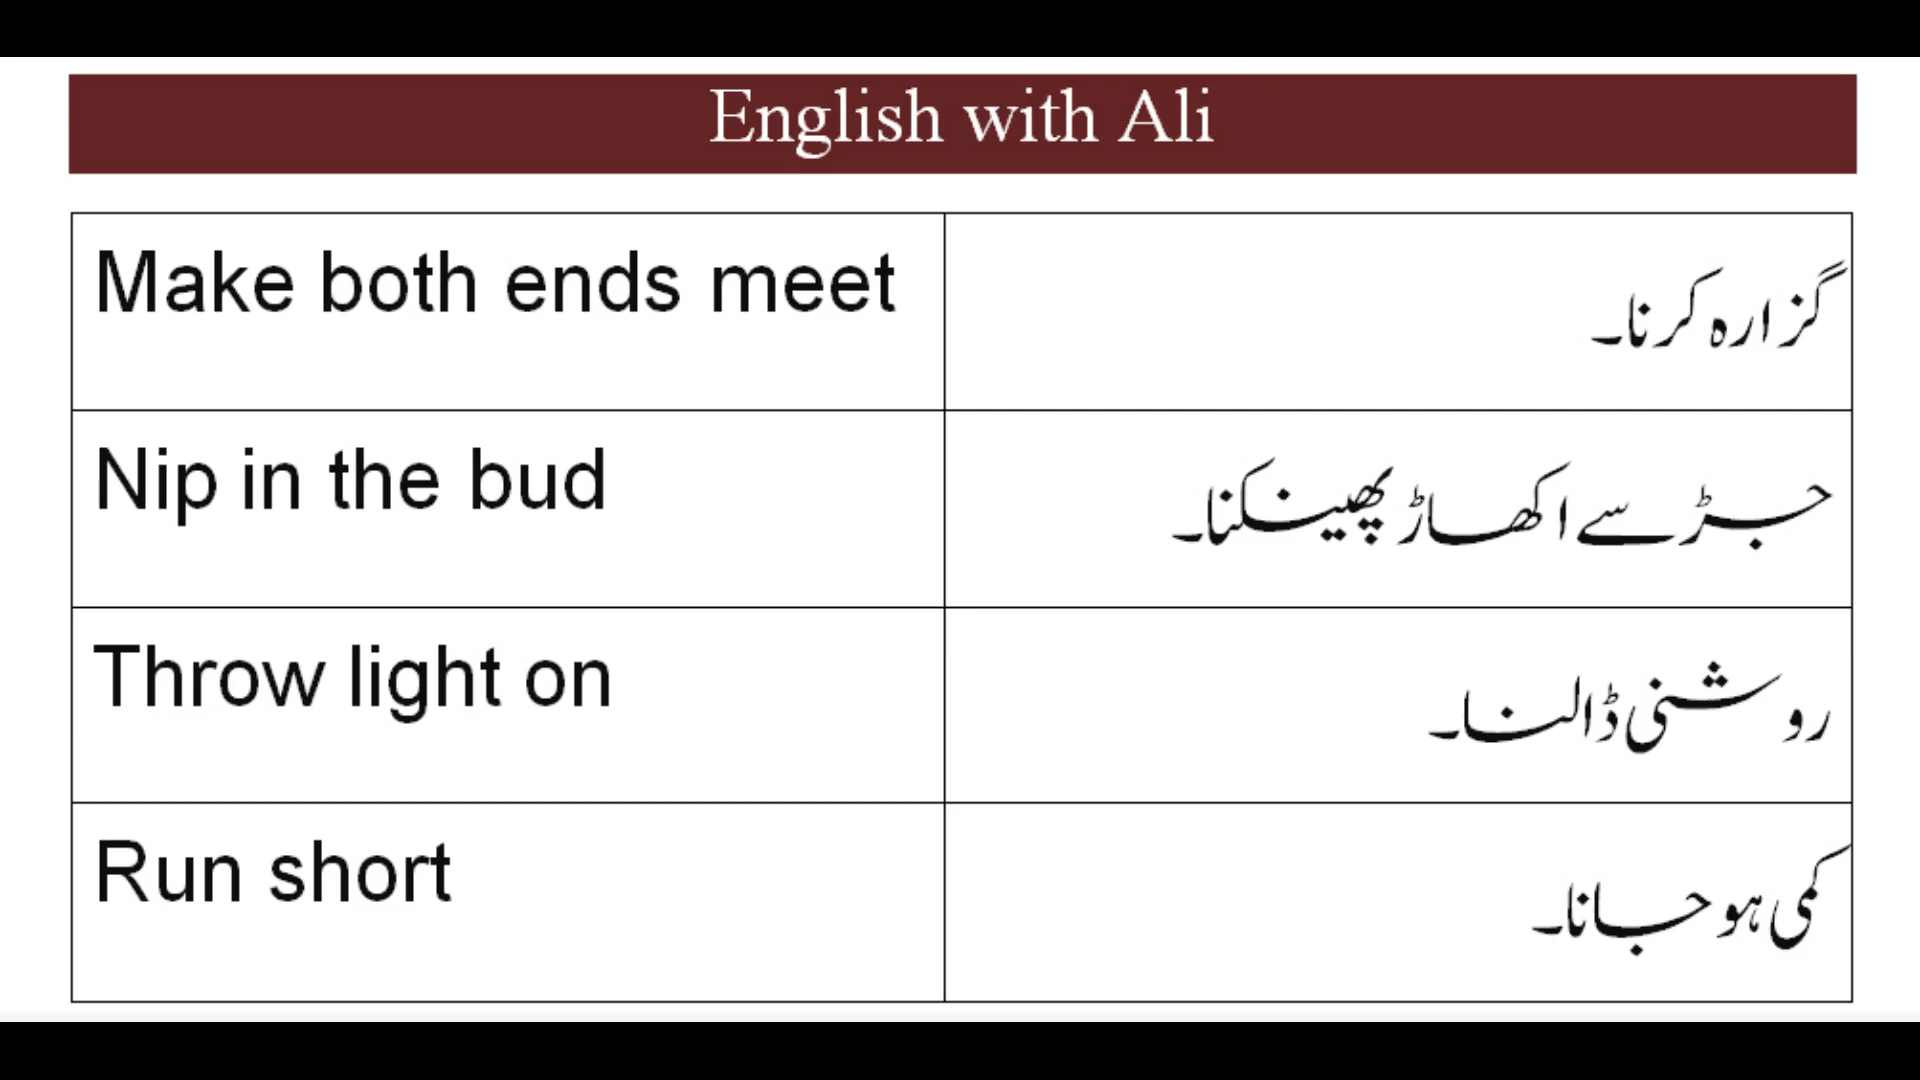 English with Ali
Make both ends meet
گزارہ کرنا۔
Nip in the bud
جڑ سے اکھاڑ پھینکنا۔
Throw light on
روشنی ڈالنا۔
Run short
کمی ہو جانا۔